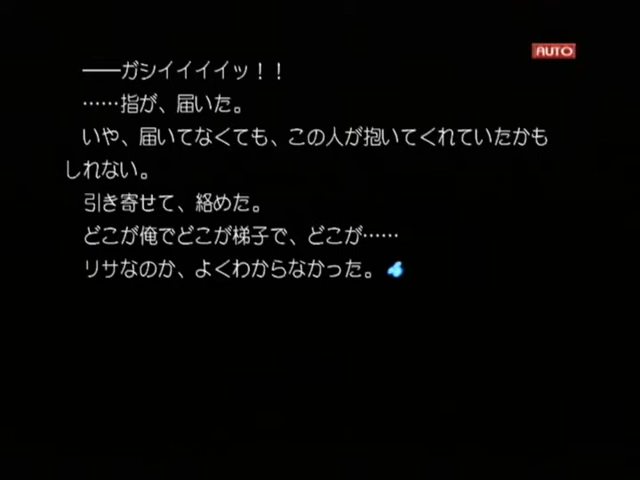 AUTO
――ガシイイイイッ！！
……指が、届いた。
いや、届いてなくても、この人が抱いてくれていたかも
しれない。
引き寄せて、絡めた。
どこが俺でどこが梯子で、どこが……
リサなのか、よくわからなかった。